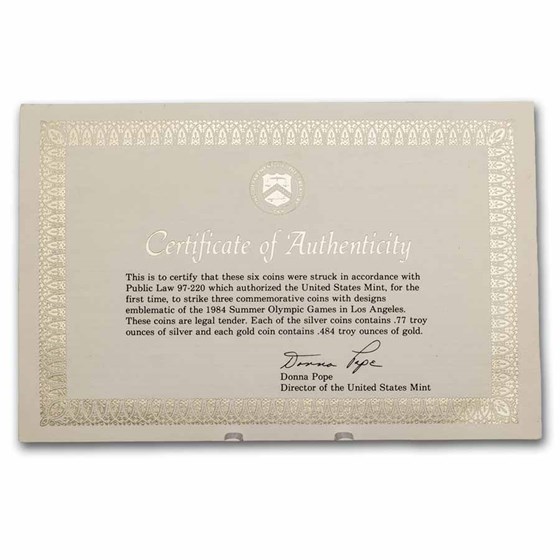 Certificate of Authenticity
This is to certify that these six coins were struck in accordance with
Public Law 97-220 which authorized the United States Mint, for the
first time, to strike three commemorative coins with designs
emblematic of the 1984 Summer Olympic Games in Los Angeles.
These coins are legal tender. Each of the silver coins contains .77 troy
ounces of silver and each gold coin contains .484 troy ounces of gold.
Donna Pope
Donna Pope
Director of the United States Mint